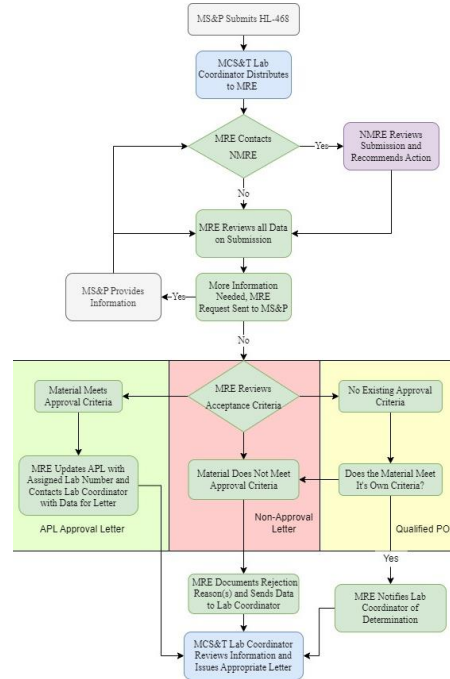 MS&P Submits HL-468
MCS&T Lab
Coordinator Distributes
to MRE
MRE Contacts
NMRE
Yes
NMRE Reviews
Submission and
Recommends Action
No
MRE Reviews all Data
on Submission
MS&P Provides
Information
Yes
More Information
Needed, MRE
Request Sent to MS&P
No
Material Meets
Approval Criteria
MRE Reviews
Acceptance Criteria
No Existing Approval
Criteria
MRE Updates APL with
Assigned Lab Number and
Contacts Lab Coordinator
with Data for Letter
Material Does Not Meet
Approval Criteria
Does the Material Meet
It's Own Criteria?
APL Approval Letter
Non-Approval
Letter
Qualified PO
Yes
MRE Documents Rejection
Reason(s) and Sends Data
to Lab Coordinator
MRE Notifies Lab
Coordinator of
Determination
MCS&T Lab Coordinator
Reviews Information and
Issues Appropriate Letter